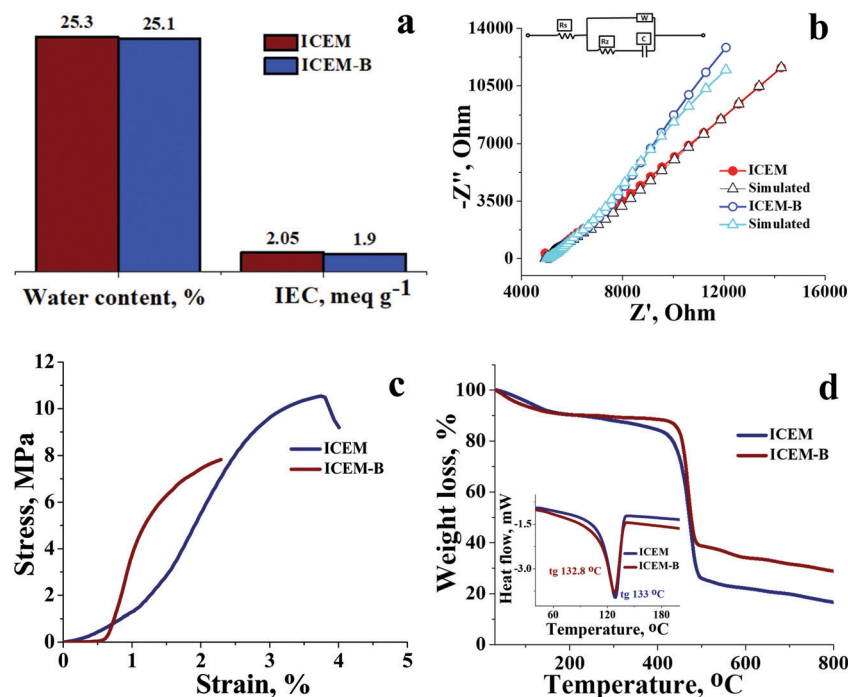 a
25.3
25.1
ICEM
ICEM-B
2.05
1.9
Water content, %
IEC, meq g-1
b
Rs
W
Rz
C
-Z'', Ohm
14000
10500
7000
3500
0
ICEM
Simulated
ICEM-B
Simulated
4000
8000
12000
16000
Z', Ohm
c
Stress, MPa
12
10
8
6
4
2
0
ICEM
ICEM-B
0
1
2
3
4
5
Strain, %
d
Weight loss, %
100
80
60
40
20
0
ICEM
ICEM-B
Heat flow, mW
-1.5
-3.0
tg 132.8 ºC
ICEM
ICEM-B
tg 133 ºC
60
120
180
Temperature, ºC
200
400
600
800
Temperature, ºC